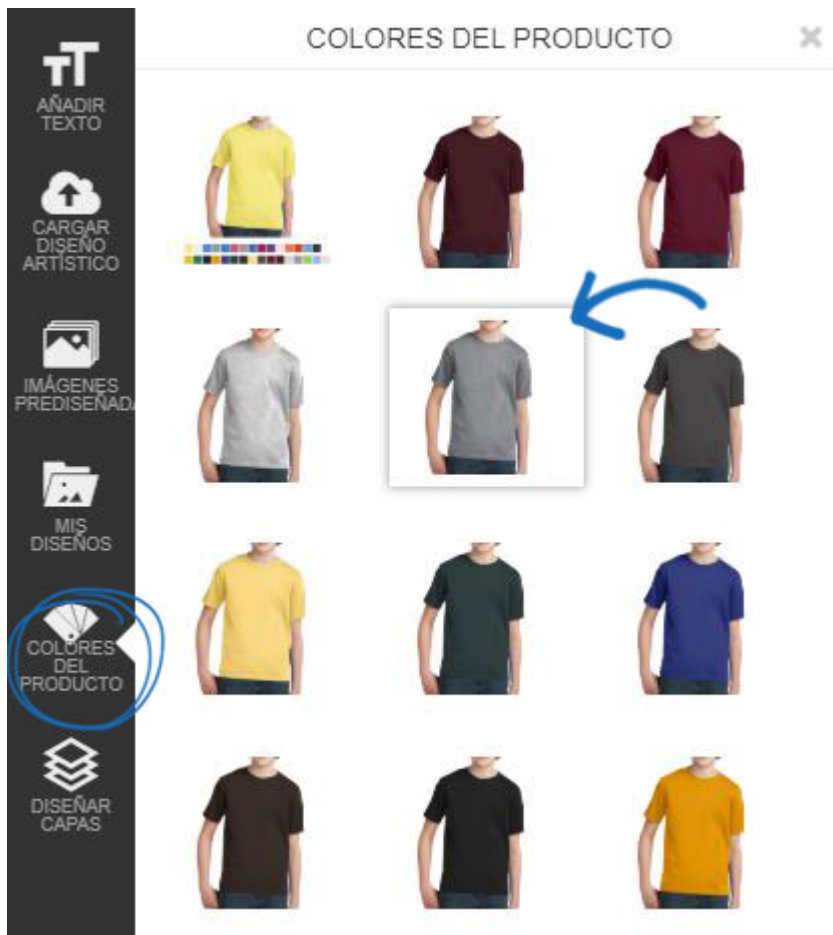 COLORES DEL PRODUCTO
AÑADIR
TEXTO
CARGAR
DISEÑO
ARTÍSTICO
IMÁGENES
PREDISEÑADA
MIS
DISEÑOS
COLORES
DEL
PRODUCTO
DISEÑAR
CAPAS